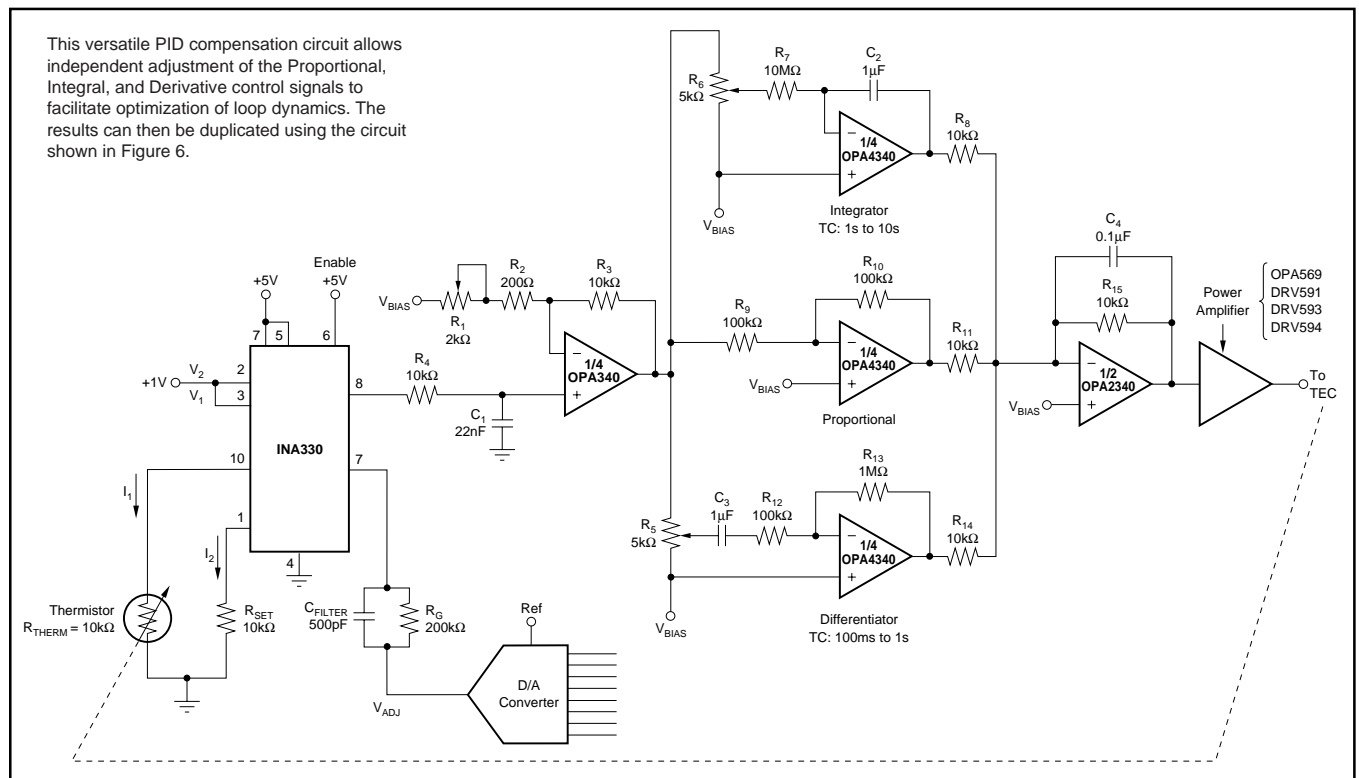 This versatile PID compensation circuit allows
independent adjustment of the Proportional,
Integral, and Derivative control signals to
facilitate optimization of loop dynamics. The
results can then be duplicated using the circuit
shown in Figure 6.
R6
5kΩ
R7
10MΩ
C2
1µF
−
1/4
OPA4340
+
R8
10kΩ
VBIAS
Integrator
TC: 1s to 10s
Enable
+5V
+5V
7
5
6
+1V
V2
V1
2
3
8
INA330
10
7
1
4
I1
I2
Thermistor
RTHERM = 10kΩ
RSET
10kΩ
CFILTER
500pF
RG
200kΩ
VADJ
Ref
D/A
Converter
R4
10kΩ
C1
22nF
VBIAS
R1
2kΩ
R2
200Ω
R3
10kΩ
−
1/4
OPA340
+
R9
100kΩ
R10
100kΩ
−
1/4
OPA4340
+
R11
10kΩ
VBIAS
Proportional
R5
5kΩ
C3
1µF
R12
100kΩ
R13
1MΩ
−
1/4
OPA4340
+
R14
10kΩ
VBIAS
Differentiator
TC: 100ms to 1s
C4
0.1µF
R15
10kΩ
−
1/2
OPA2340
+
VBIAS
Power
Amplifier
OPA569
DRV591
DRV593
DRV594
To
TEC